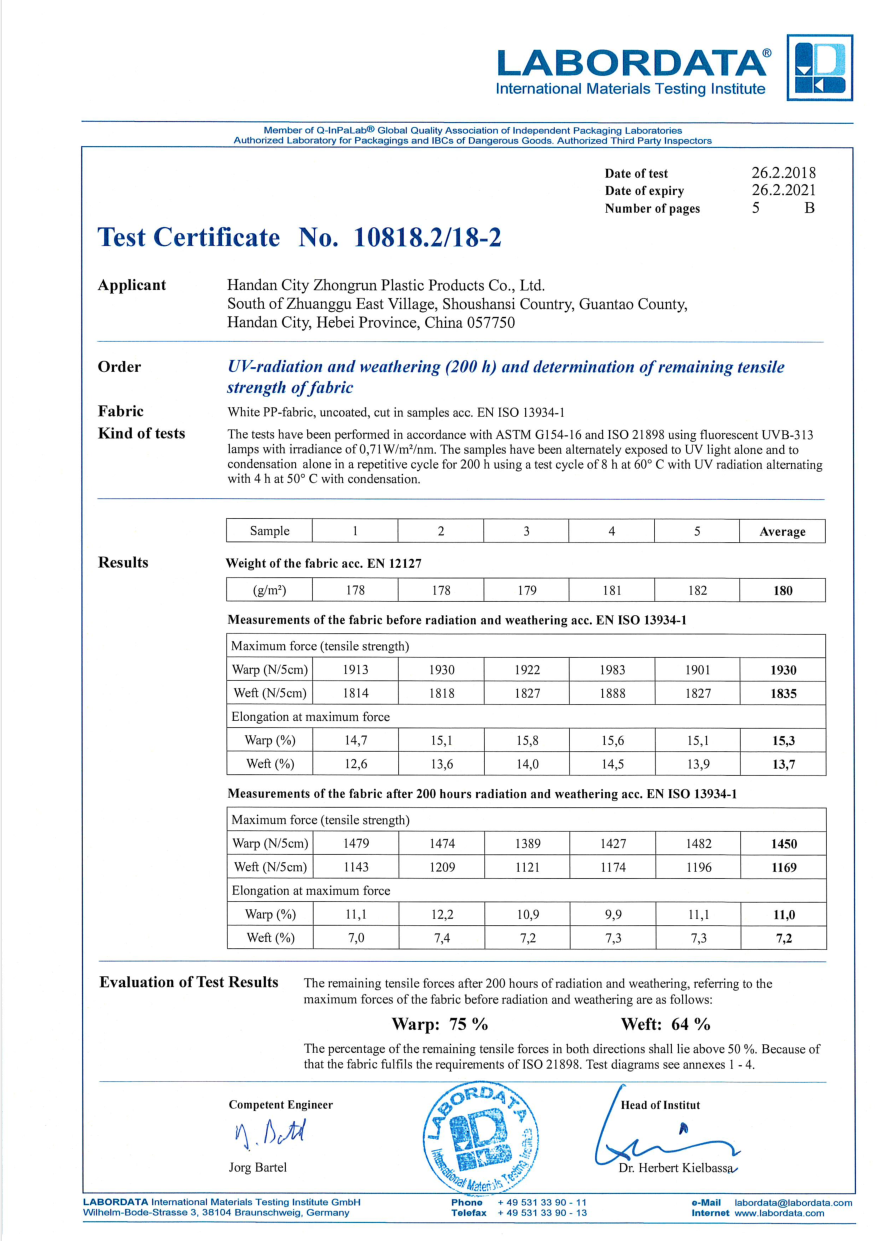 LABORDATA®
International Materials Testing Institute
Member of Q-InPaLab® Global Quality Association of Independent Packaging Laboratories
Authorized Laboratory for Packagings and IBCs of Dangerous Goods. Authorized Third Party Inspectors
Date of test 26.2.2018
Date of expiry 26.2.2021
Number of pages 5 B
Test Certificate No. 10818.2/18-2
Applicant Handan City Zhongrun Plastic Products Co., Ltd.
South of Zhuanggu East Village, Shoushansi Country, Guantao County,
Handan City, Hebei Province, China 057750
Order UV-radiation and weathering (200 h) and determination of remaining tensile
strength of fabric
Fabric White PP-fabric, uncoated, cut in samples acc. EN ISO 13934-1
Kind of tests The tests have been performed in accordance with ASTM G154-16 and ISO 21898 using fluorescent UVB-313
lamps with irradiance of 0,71W/m²/nm. The samples have been alternately exposed to UV light alone and to
condensation alone in a repetitive cycle for 200 h using a test cycle of 8 h at 60° C with UV radiation alternating
with 4 h at 50° C with condensation.
Sample 1 2 3 4 5 Average
Results Weight of the fabric acc. EN 12127
(g/m²) 178 178 179 181 182 180
Measurements of the fabric before radiation and weathering acc. EN ISO 13934-1
Maximum force (tensile strength)
Warp (N/5cm) 1913 1930 1922 1983 1901 1930
Weft (N/5cm) 1814 1818 1827 1888 1827 1835
Elongation at maximum force
Warp (%) 14,7 15,1 15,8 15,6 15,1 15,3
Weft (%) 12,6 13,6 14,0 14,5 13,9 13,7
Measurements of the fabric after 200 hours radiation and weathering acc. EN ISO 13934-1
Maximum force (tensile strength)
Warp (N/5cm) 1479 1474 1389 1427 1482 1450
Weft (N/5cm) 1143 1209 1121 1174 1196 1169
Elongation at maximum force
Warp (%) 11,1 12,2 10,9 9,9 11,1 11,0
Weft (%) 7,0 7,4 7,2 7,3 7,3 7,2
Evaluation of Test Results The remaining tensile forces after 200 hours of radiation and weathering, referring to the
maximum forces of the fabric before radiation and weathering are as follows:
Warp: 75 % Weft: 64 %
The percentage of the remaining tensile forces in both directions shall lie above 50 %. Because of
that the fabric fulfils the requirements of ISO 21898. Test diagrams see annexes 1 - 4.
Competent Engineer
Jorg Bartel
LABORDATA
International Materials Testing Institute
Head of Institut
Dr. Herbert Kielbassa
LABORDATA International Materials Testing Institute GmbH
Wilhelm-Bode-Strasse 3, 38104 Braunschweig, Germany
Phone + 49 531 33 90 - 11
Telefax + 49 531 33 90 - 13
e-Mail labordata@labordata.com
Internet www.labordata.com